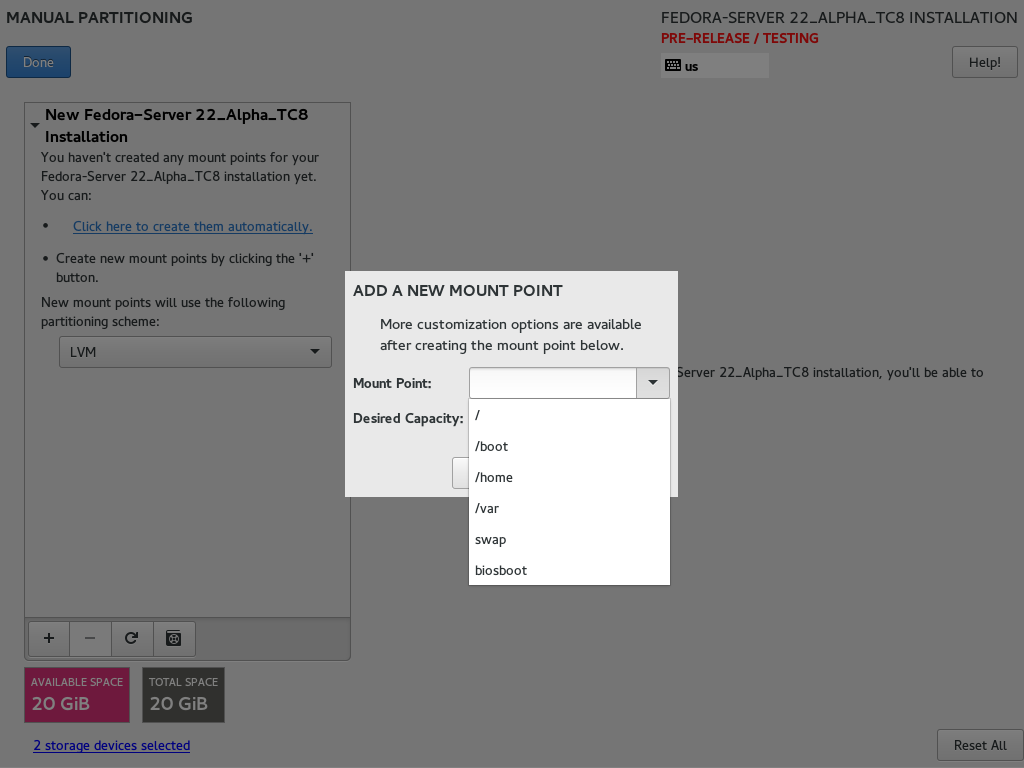 MANUAL PARTITIONING
FEDORA-SERVER 22_ALPHA_TC8 INSTALLATION
PRE-RELEASE / TESTING
Done
us
Help!
New Fedora-Server 22_Alpha_TC8
Installation
You haven't created any mount points for your
Fedora-Server 22_Alpha_TC8 installation yet.
You can:
• Click here to create them automatically.
• Create new mount points by clicking the '+'
button.
New mount points will use the following
partitioning scheme:
LVM
ADD A NEW MOUNT POINT
More customization options are available
after creating the mount point below.
Mount Point:
Desired Capacity:
/
/boot
/home
/var
swap
biosboot
Server 22_Alpha_TC8 installation, you'll be able to
AVAILABLE SPACE
20 GiB
TOTAL SPACE
20 GiB
2 storage devices selected
Reset All